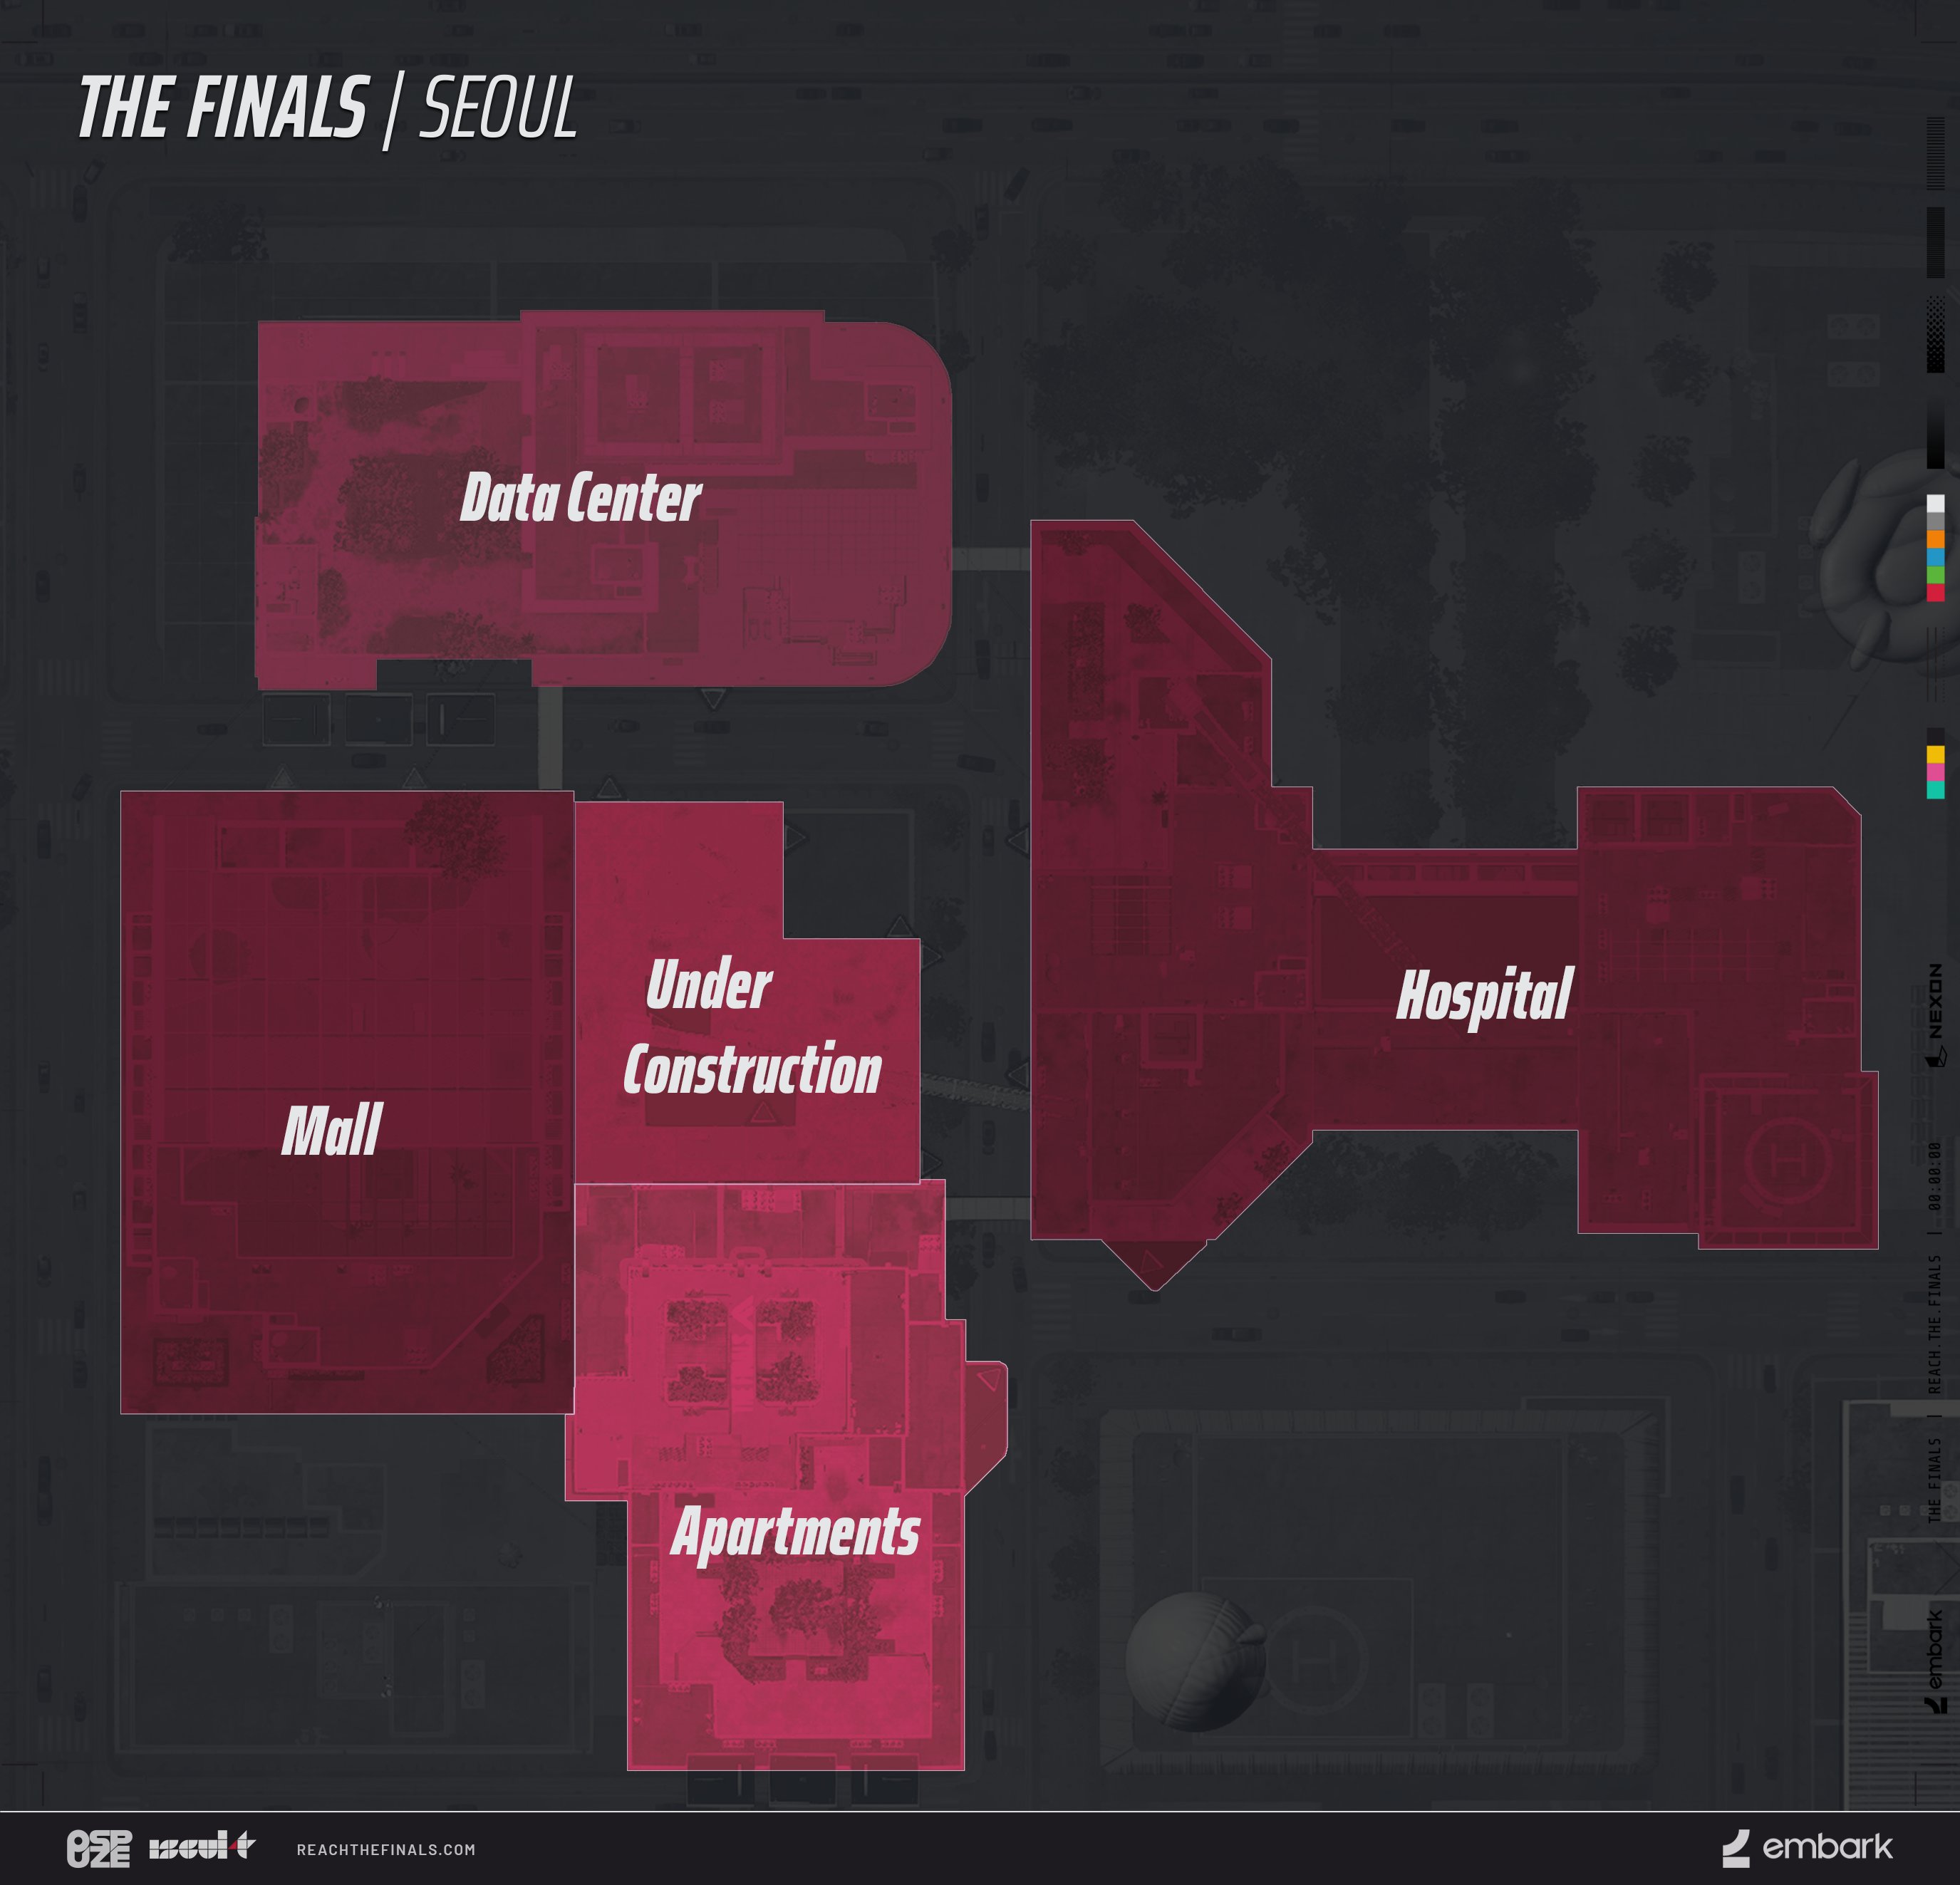 THE FINALS | SEOUL
Data Center
Under
Construction
Hospital
Mall
Apartments
NEXON
THE FINALS | REACH.THE.FINALS | 00:00:00
embark
OSPUZE
ISEUL-T
REACHTHEFINALS.COM
embark